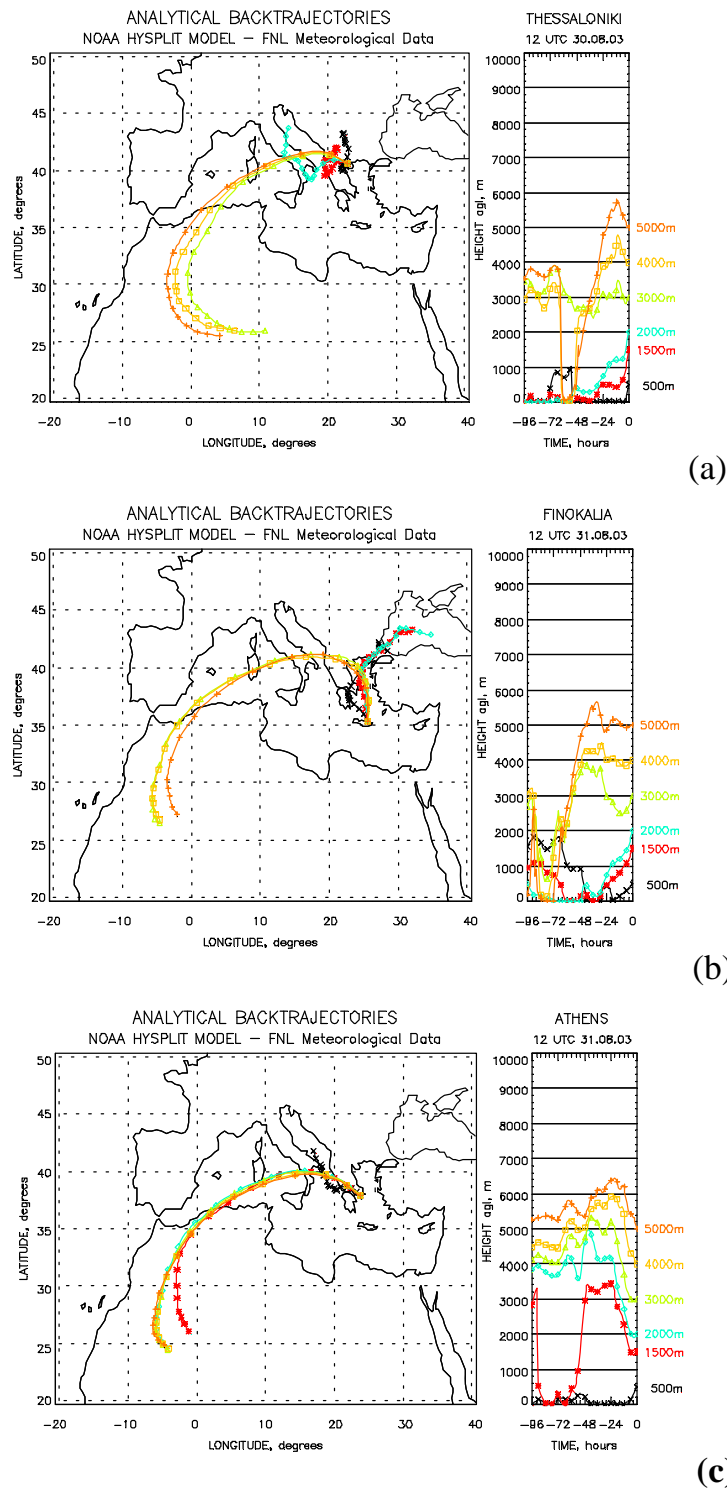 ANALYTICAL BACKTRAJECTORIES
NOAA HYSPLIT MODEL – FNL Meteorological Data
THESSALONIKI
12 UTC 30.08.03
50
45
40
35
30
25
20
LATITUDE, degrees
−20 −10 0 10 20 30 40
LONGITUDE, degrees
10000
9000
8000
7000
6000
5000
4000
3000
2000
1000
0
HEIGHT agl, m
5000m
4000m
3000m
2000m
1500m
500m
−96 −72 −48 −24 0
TIME, hours
(a)
ANALYTICAL BACKTRAJECTORIES
NOAA HYSPLIT MODEL – FNL Meteorological Data
FINOKALIA
12 UTC 31.08.03
50
45
40
35
30
25
20
LATITUDE, degrees
−20 −10 0 10 20 30 40
LONGITUDE, degrees
10000
9000
8000
7000
6000
5000
4000
3000
2000
1000
0
HEIGHT agl, m
5000m
4000m
3000m
2000m
1500m
500m
−96 −72 −48 −24 0
TIME, hours
(b)
ANALYTICAL BACKTRAJECTORIES
NOAA HYSPLIT MODEL – FNL Meteorological Data
ATHENS
12 UTC 31.08.03
50
45
40
35
30
25
20
LATITUDE, degrees
−20 −10 0 10 20 30 40
LONGITUDE, degrees
10000
9000
8000
7000
6000
5000
4000
3000
2000
1000
0
HEIGHT agl, m
5000m
4000m
3000m
2000m
1500m
500m
−96 −72 −48 −24 0
TIME, hours
(c)